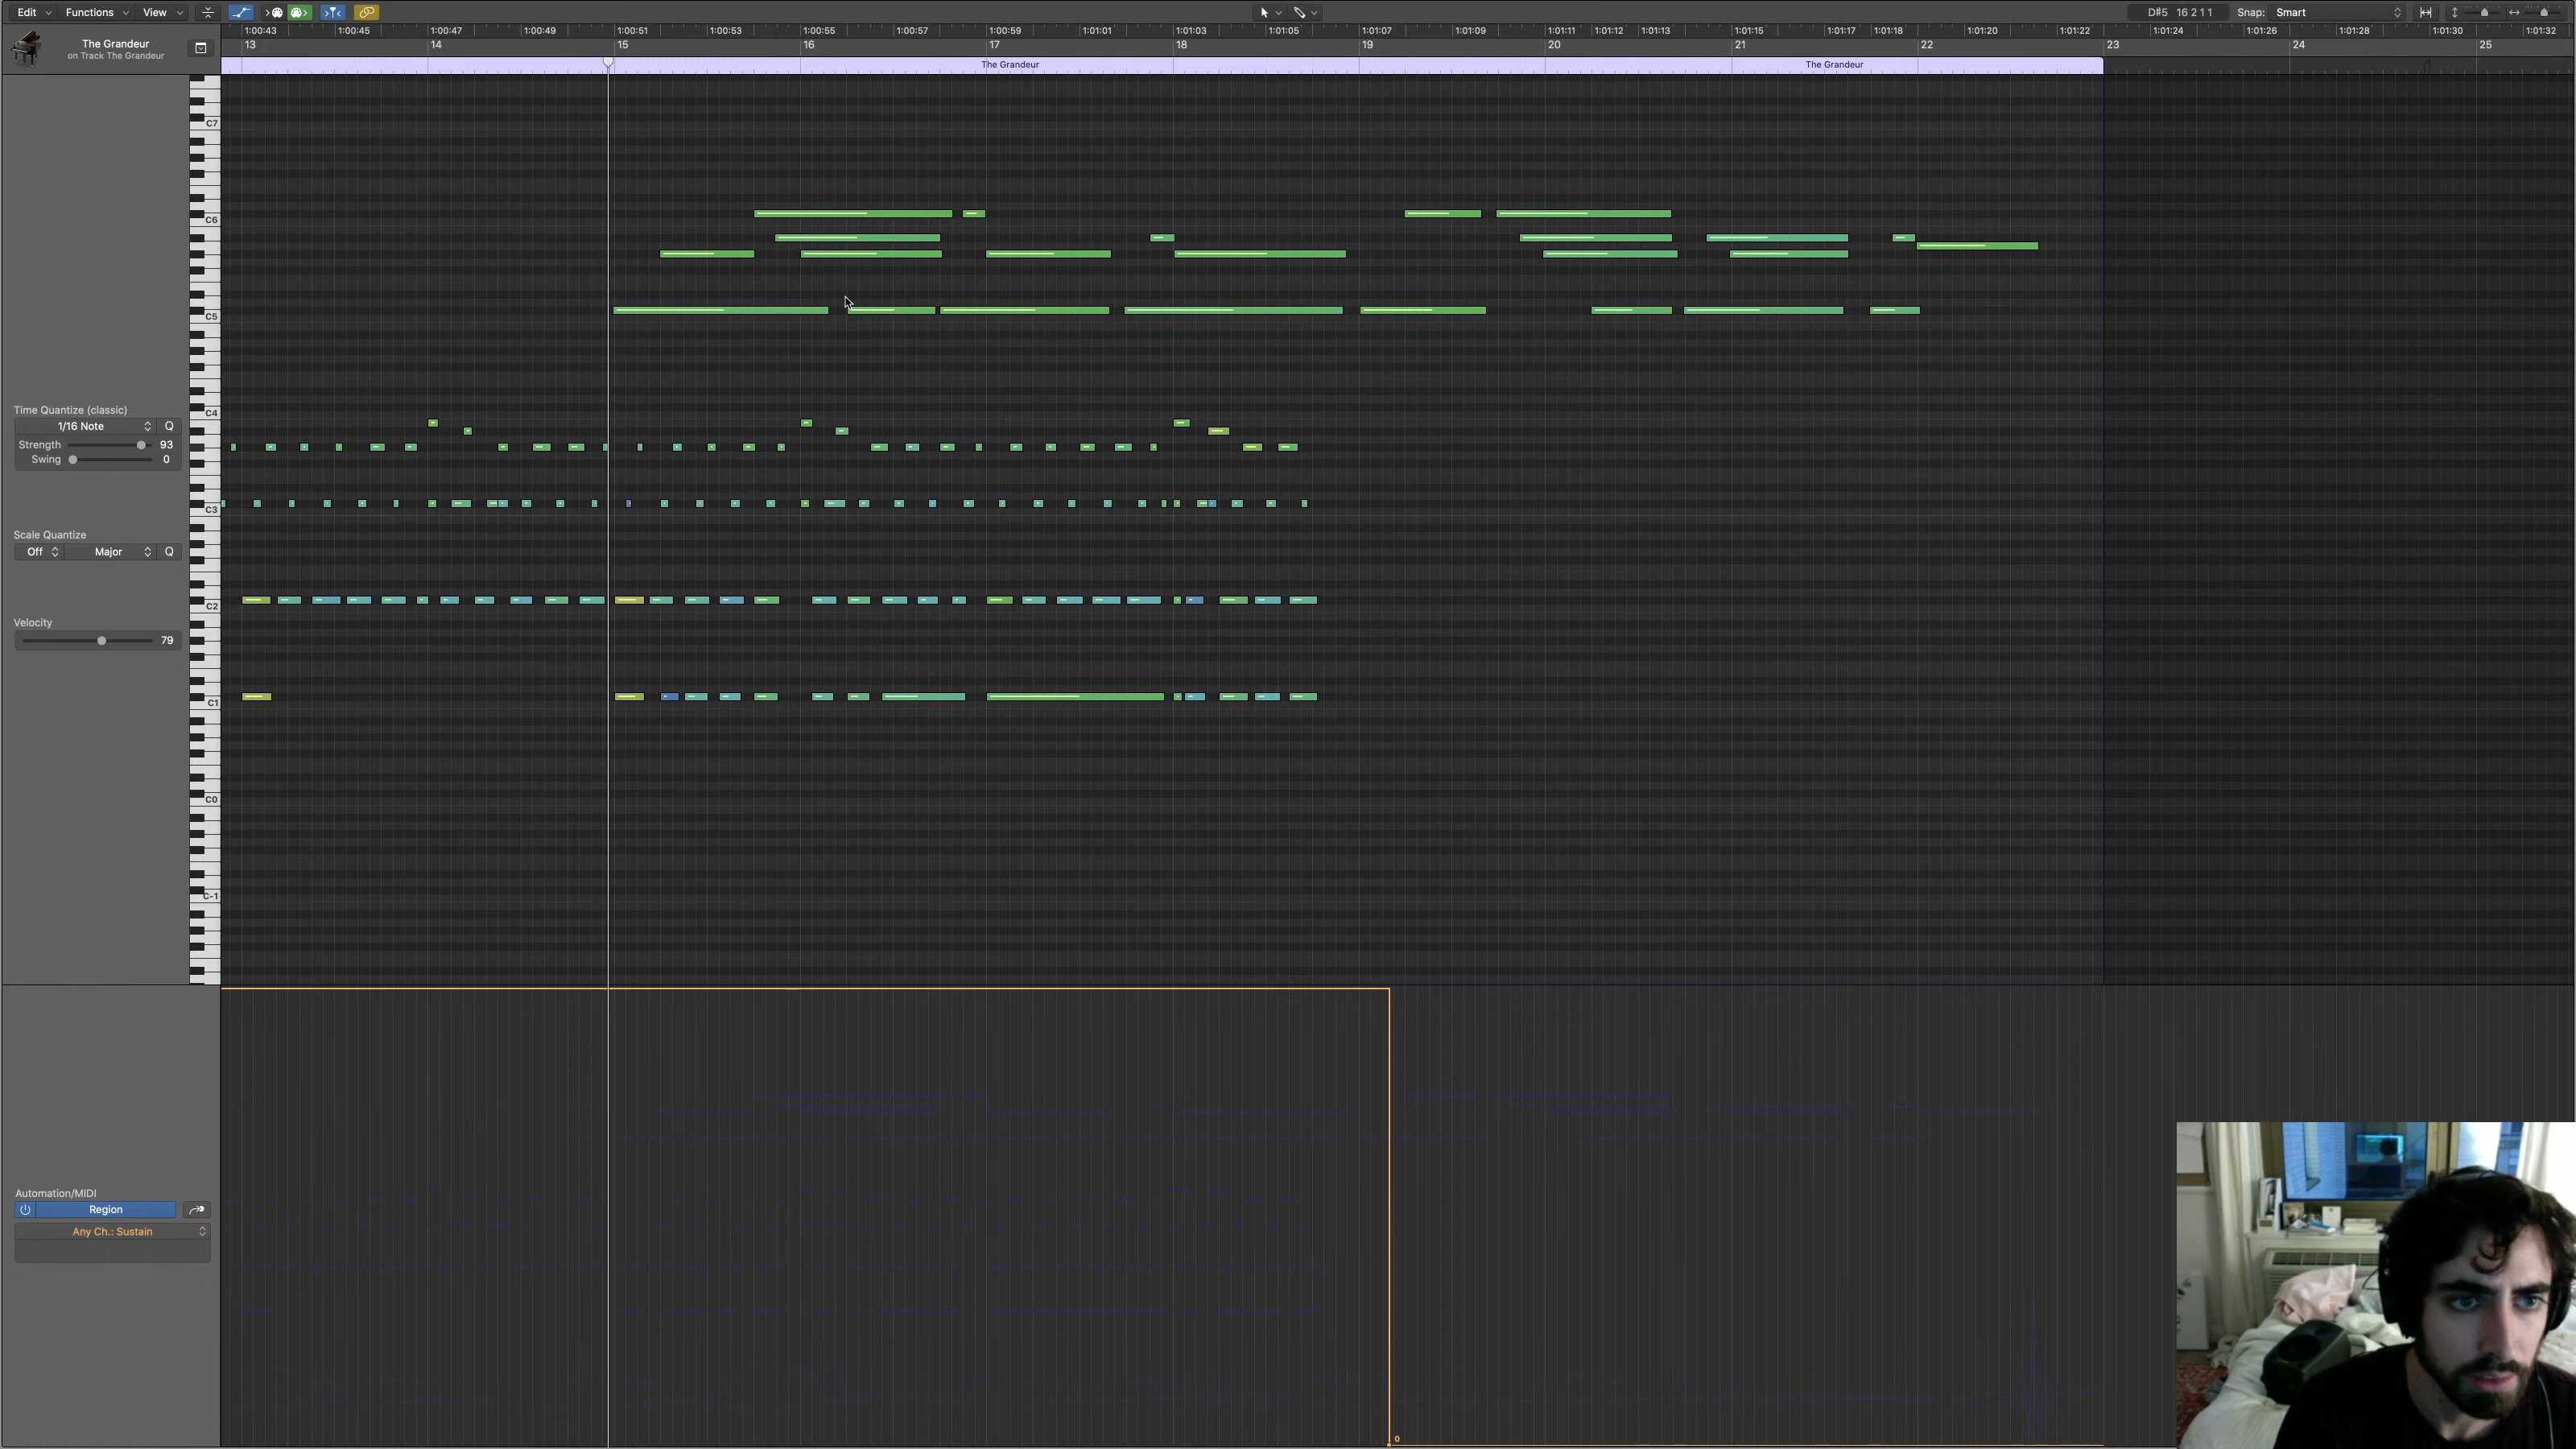 Edit Functions View D#5 16 2 1 1 Snap: Smart
1:00:43 1:00:45 1:00:47 1:00:49 1:00:51 1:00:53 1:00:55 1:00:57 1:00:59 1:01:01 1:01:03 1:01:05 1:01:07 1:01:09 1:01:11 1:01:12 1:01:13 1:01:15 1:01:17 1:01:18 1:01:20 1:01:22 1:01:24 1:01:26 1:01:28 1:01:30 1:01:32
13 14 15 16 17 18 19 20 21 22 23 24 25
The Grandeur
on Track The Grandeur
The Grandeur The Grandeur
C7
C6
C5
C4
C3
C2
C1
C0
C-1
Time Quantize (classic)
1/16 Note Q
Strength 93
Swing 0
Scale Quantize
Off Major Q
Velocity
79
Automation/MIDI
Region
Any Ch.: Sustain
0